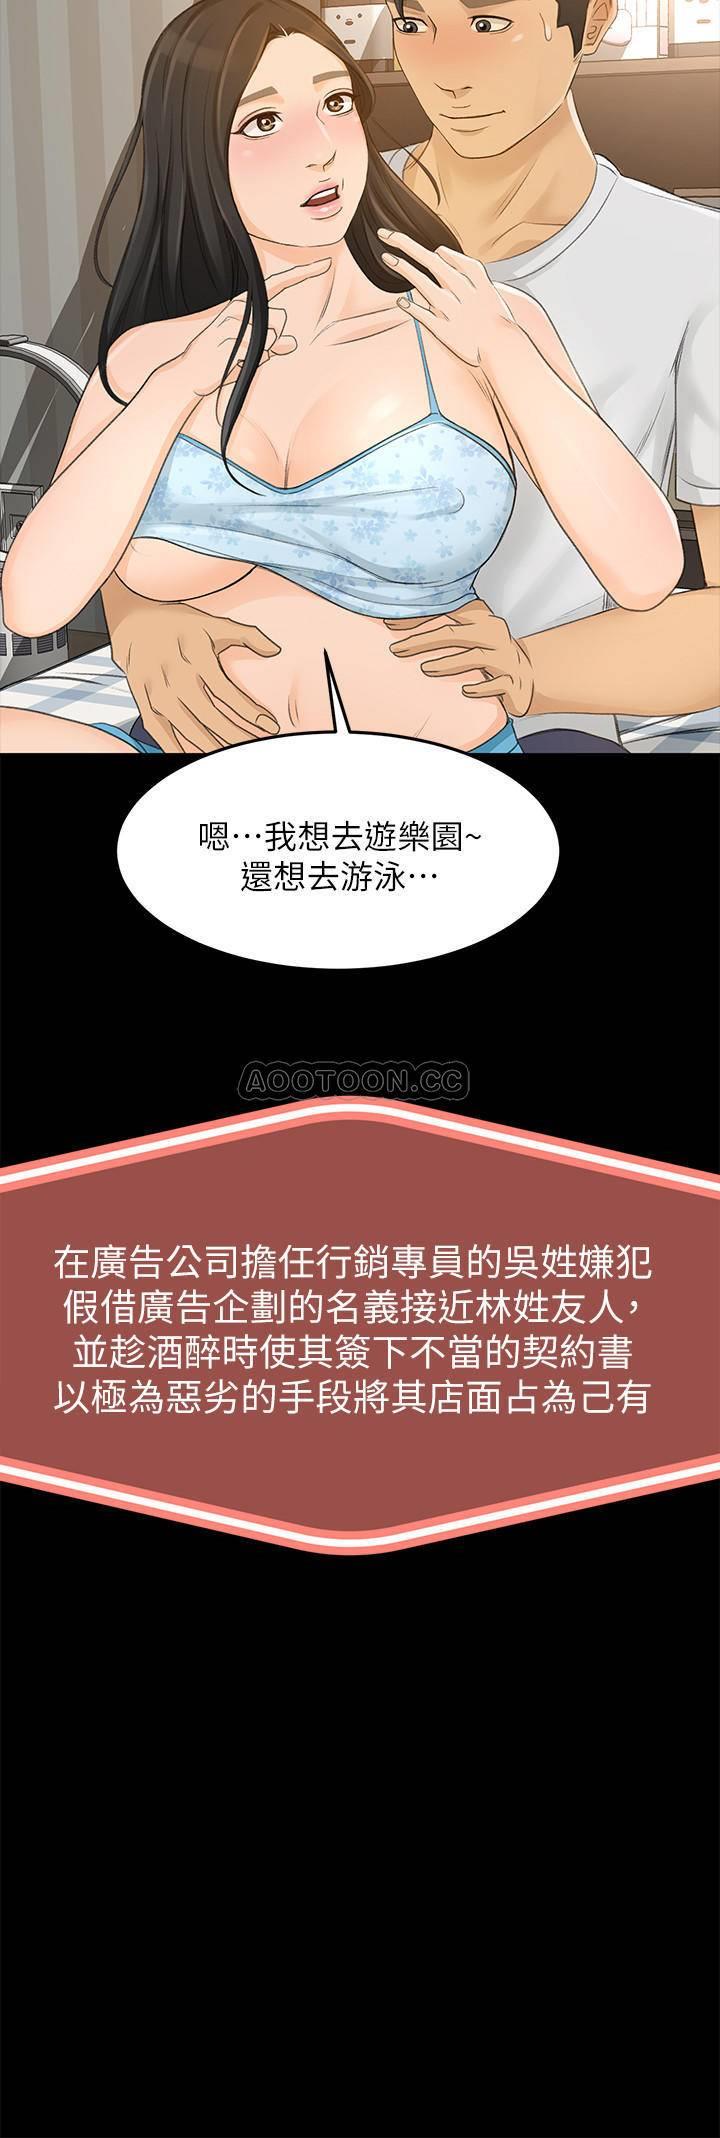 嗯…我想去遊樂園~
還想去游泳…
AOOTOON.CC
在廣告公司擔任行銷專員的吳姓嫌犯
假借廣告企劃的名義接近林姓友人，
並趁酒醉時使其簽下不當的契約書
以極為惡劣的手段將其店面占為己有